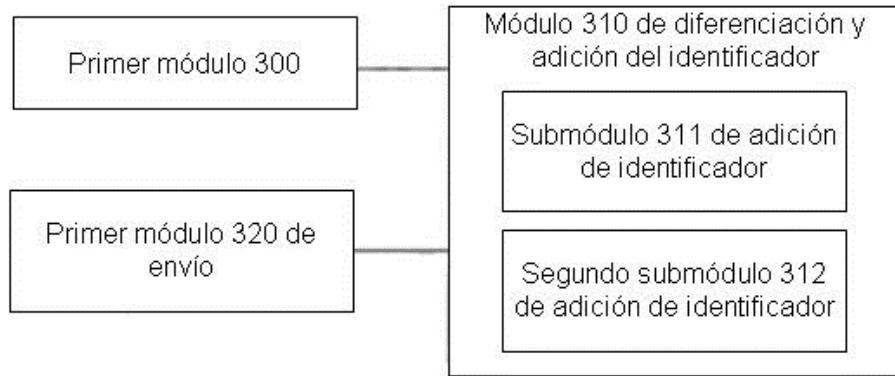 Primer módulo 300
Primer módulo 320 de
envío
Módulo 310 de diferenciación y
adición del identificador
Submódulo 311 de adición
de identificador
Segundo submódulo 312
de adición de identificador